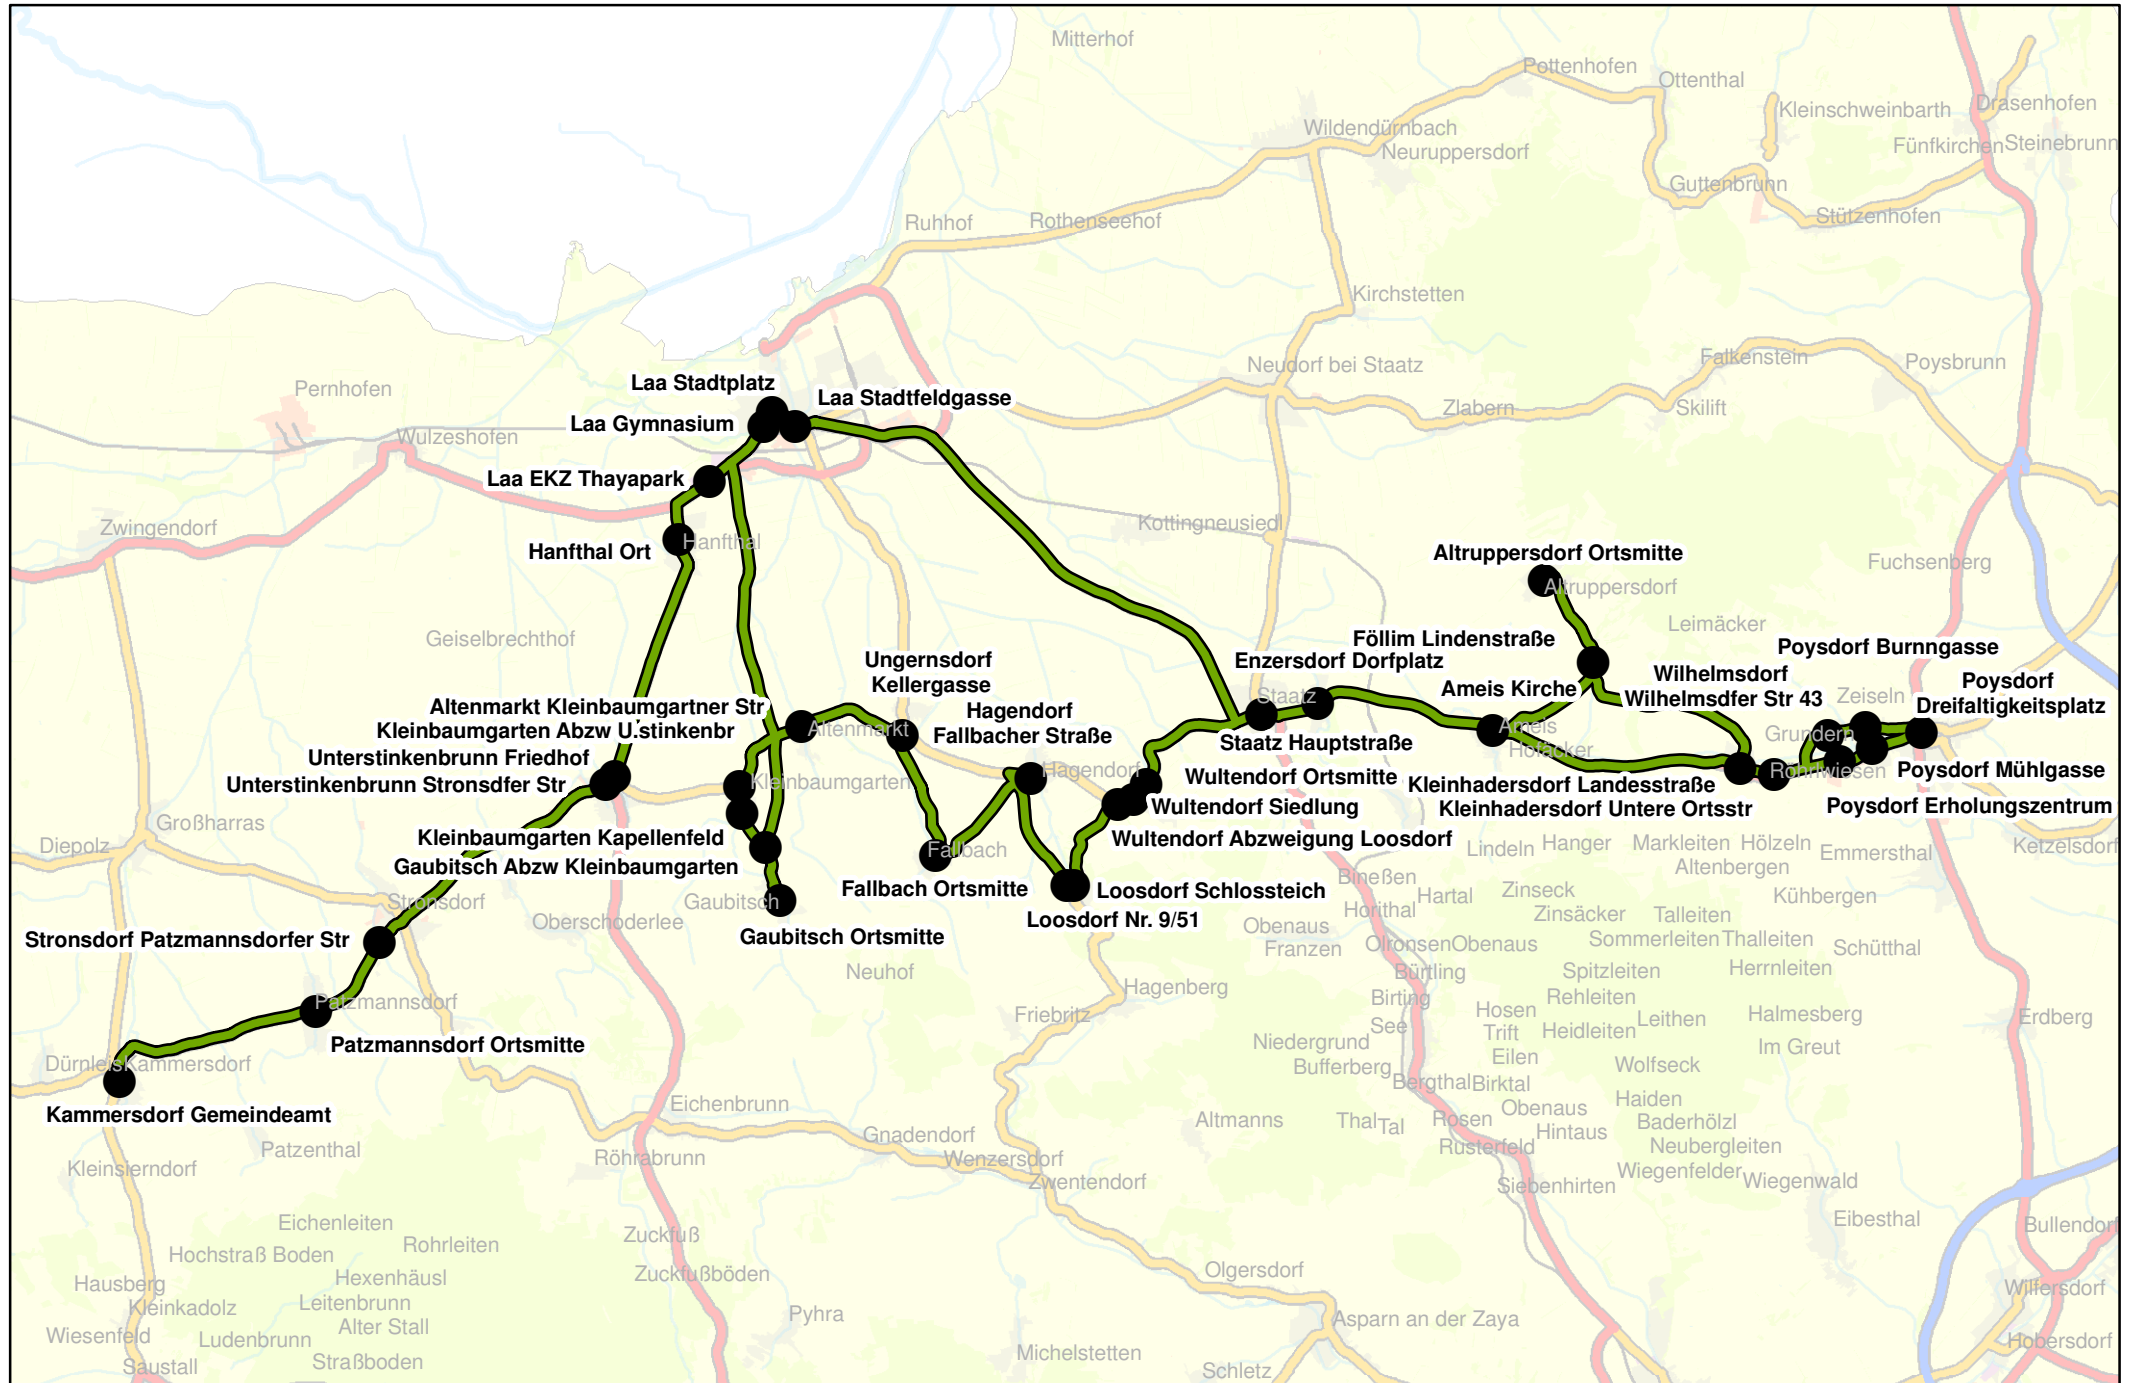 Mitterhof
Pottenhofen
Ottenthal
Kleinschweinbarth
Drasenhofen
Wildendürnbach
Neuruppersdorf
Fünfkirchen
Steinebrunn
Guttenbrunn
Stützenhofen
Ruhhof
Rothenseehof
Kirchstetten
Neudorf bei Staatz
Falkenstein
Poysbrunn
Zlabern
Skilift
Pernhofen
Wulzeshofen
Zwingendorf
Laa Stadtplatz
Laa Stadtfeldgasse
Laa Gymnasium
Laa EKZ Thayapark
Hanfthal Ort
Hanfthal
Kottingneusiedl
Altruppersdorf Ortsmitte
Altruppersdorf
Fuchsenberg
Leimäcker
Geiselbrechthof
Föllim Lindenstraße
Enzersdorf Dorfplatz
Ameis Kirche
Wilhelmsdorf
Wilhelmsdfer Str 43
Poysdorf Burnngasse
Zeiseln
Poysdorf
Dreifaltigkeitsplatz
Ungernsdorf
Kellergasse
Hagendorf
Fallbacher Straße
Altenmarkt Kleinbaumgartner Str
Kleinbaumgarten Abzw U.stinkenbr
Unterstinkenbrunn Friedhof
Unterstinkenbrunn Stronsdfer Str
Altenmarkt
Kleinbaumgarten
Hagendorf
Staatz
Staatz Hauptstraße
Ameis
Hofäcker
Grundern
Rohrlwiesen
Wultendorf Ortsmitte
Wultendorf Siedlung
Wultendorf Abzweigung Loosdorf
Kleinhadersdorf Landesstraße
Kleinhadersdorf Untere Ortsstr
Poysdorf Mühlgasse
Poysdorf Erholungszentrum
Großharras
Diepolz
Kleinbaumgarten Kapellenfeld
Gaubitsch Abzw Kleinbaumgarten
Fallbach
Fallbach Ortsmitte
Loosdorf Schlossteich
Loosdorf Nr. 9/51
Gaubitsch
Gaubitsch Ortsmitte
Stronsdorf
Oberschoderlee
Stronsdorf Patzmannsdorfer Str
Neuhof
Patzmannsdorf
Patzmannsdorf Ortsmitte
Dürnleis
Kammersdorf
Kammersdorf Gemeindeamt
Lindeln
Hanger
Markleiten
Hölzeln
Altenbergen
Emmersthal
Ketzelsdorf
Bineßen
Hartal
Zinseck
Kühbergen
Horithal
Zinsäcker
Talleiten
Obenaus
Franzen
Olronsen
Obenaus
Sommerleiten
Thalleiten
Schütthal
Bürtling
Spitzleiten
Herrnleiten
Hagenberg
Birting
Rehleiten
Friebritz
See
Hosen
Trift
Heidleiten
Leithen
Halmesberg
Erdberg
Niedergrund
Eilen
Im Greut
Bufferberg
Bergthal
Birktal
Wolfseck
Eichenbrunn
Altmanns
Thal
Tal
Rosen
Obenaus
Haiden
Baderhölzl
Hintaus
Rusterfeld
Neubergleiten
Gnadendorf
Wenzersdorf
Wiegenfelder
Wiegenwald
Patzenthal
Kleinsierndorf
Röhrabrunn
Zwentendorf
Siebenhirten
Eibesthal
Bullendorf
Eichenleiten
Zuckfuß
Rohrleiten
Hochstraß Boden
Hexenhäusl
Zuckfußböden
Olgersdorf
Hausberg
Kleinkadolz
Leitenbrunn
Wilfersdorf
Alter Stall
Pyhra
Asparn an der Zaya
Wiesenfeld
Ludenbrunn
Hobersdorf
Saustall
Straßboden
Michelstetten
Schletz